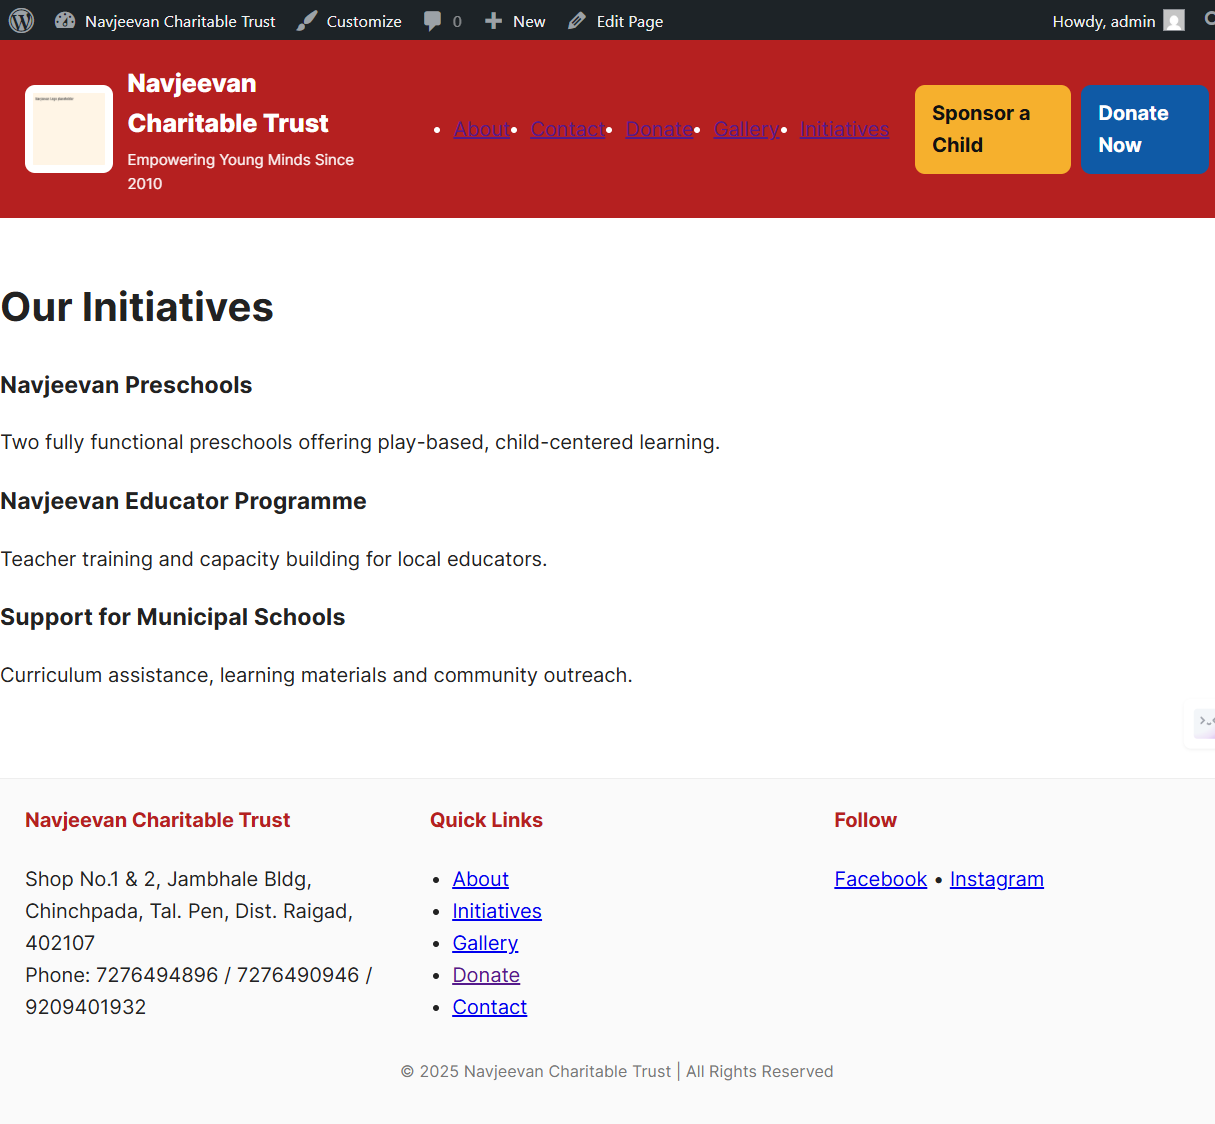 Navjeevan Charitable Trust Customize 0 New Edit Page Howdy, admin
Navjeevan
Charitable Trust
Empowering Young Minds Since
2010
• About • Contact • Donate • Gallery • Initiatives
Sponsor a
Child
Donate
Now
Our Initiatives
Navjeevan Preschools
Two fully functional preschools offering play-based, child-centered learning.
Navjeevan Educator Programme
Teacher training and capacity building for local educators.
Support for Municipal Schools
Curriculum assistance, learning materials and community outreach.
Navjeevan Charitable Trust
Shop No.1 & 2, Jambhale Bldg,
Chinchpada, Tal. Pen, Dist. Raigad,
402107
Phone: 7276494896 / 7276490946 /
9209401932
Quick Links
• About
• Initiatives
• Gallery
• Donate
• Contact
Follow
Facebook • Instagram
© 2025 Navjeevan Charitable Trust | All Rights Reserved